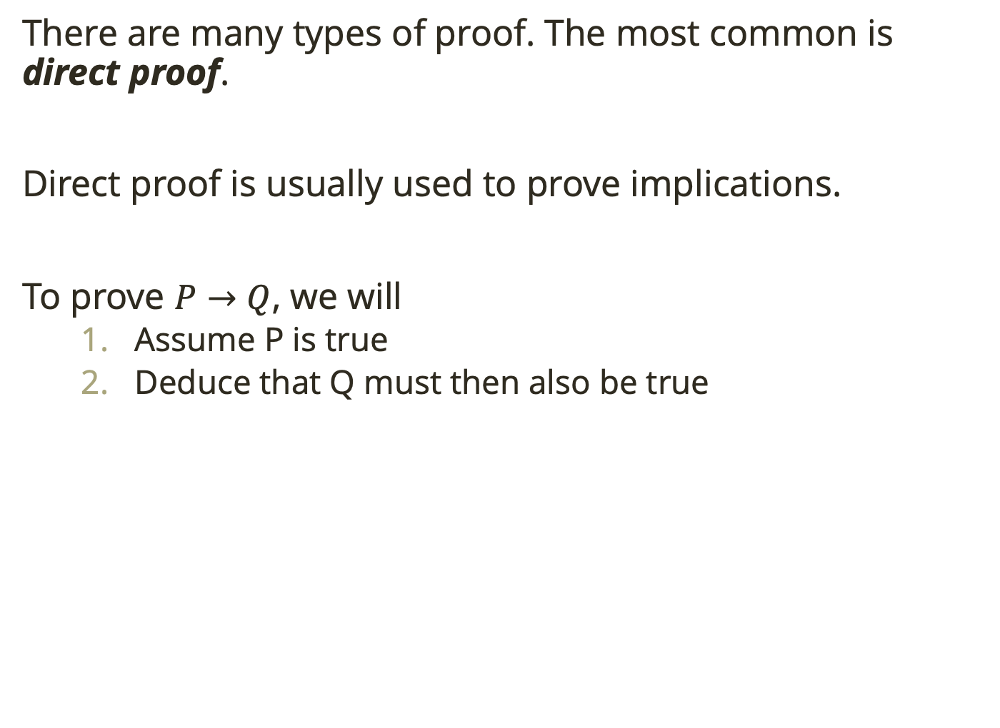 There are many types of proof. The most common is
direct proof.
Direct proof is usually used to prove implications.
To prove P → Q, we will
1. Assume P is true
2. Deduce that Q must then also be true